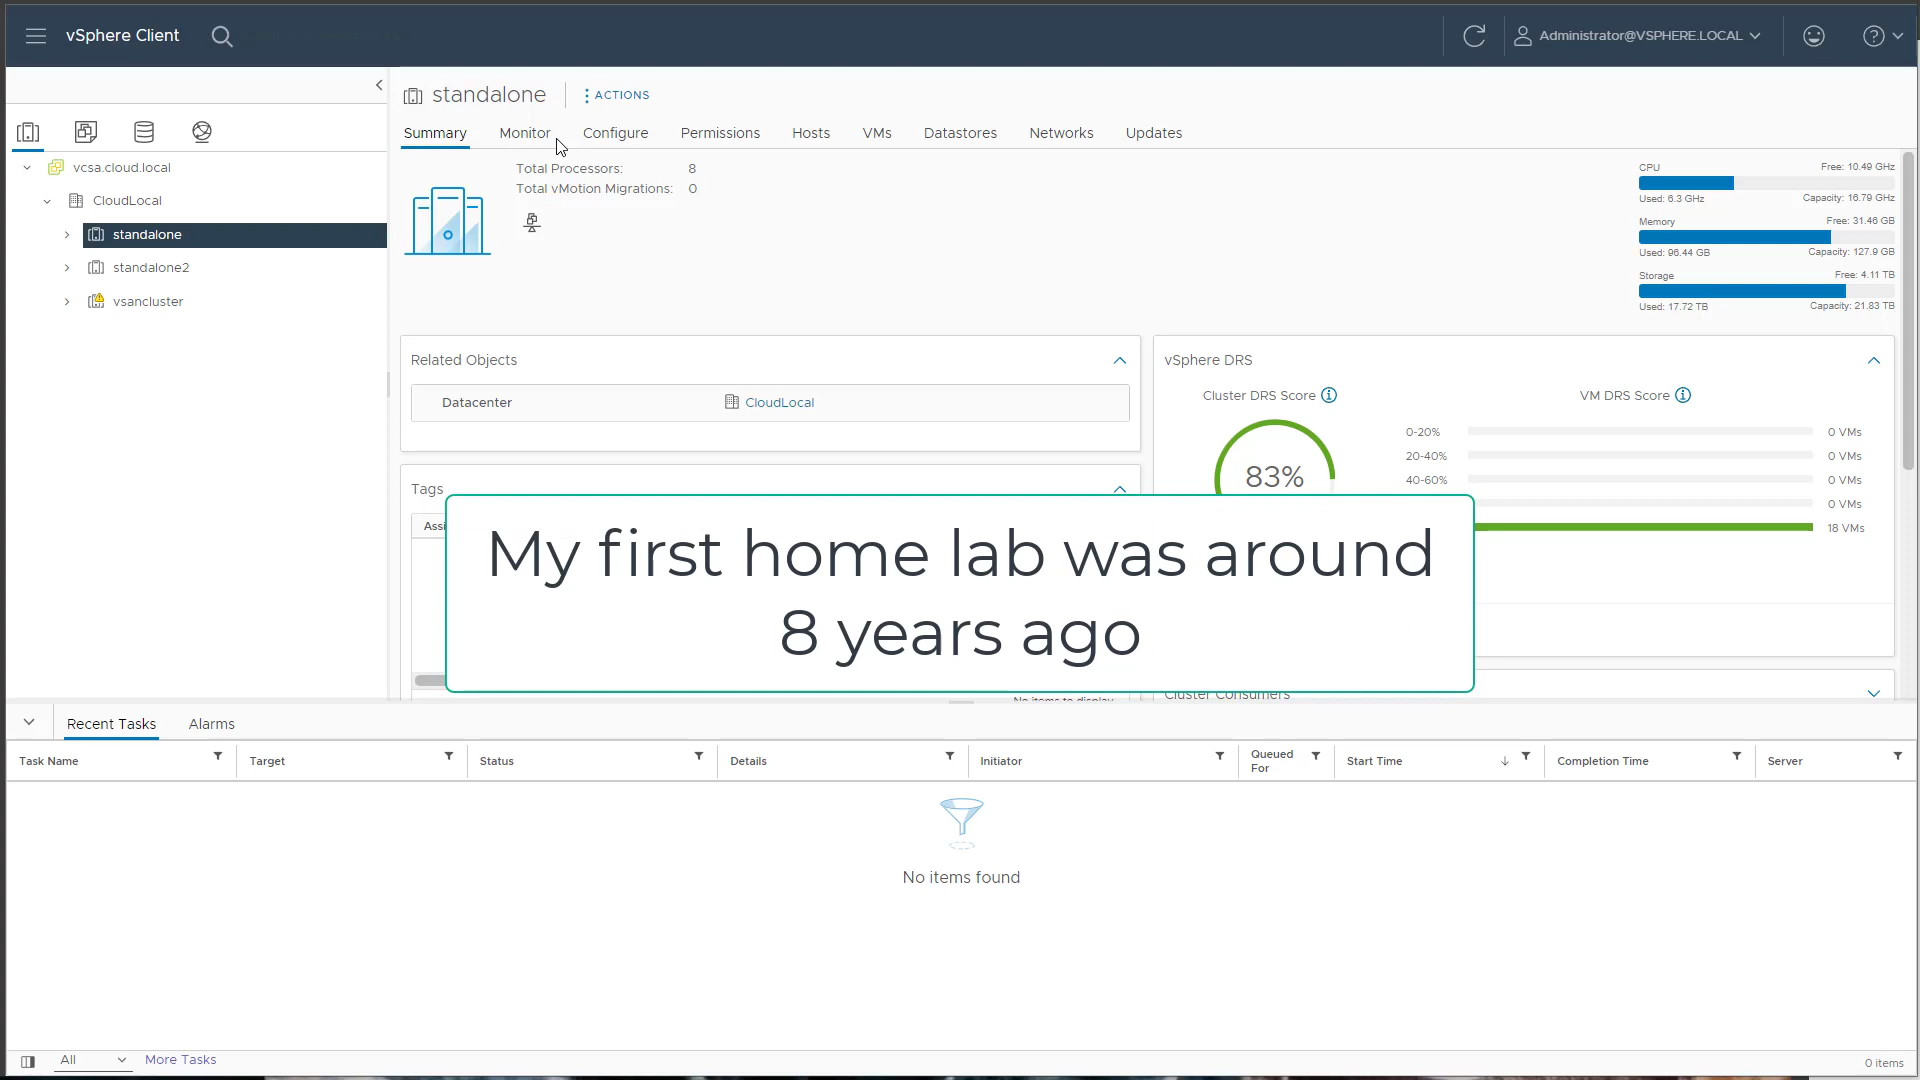 vSphere Client
Administrator@VSPHERE.LOCAL
standalone
ACTIONS
Summary
Monitor
Configure
Permissions
Hosts
VMs
Datastores
Networks
Updates
vcsa.cloud.local
CloudLocal
standalone
standalone2
vsancluster
Total Processors: 8
Total vMotion Migrations: 0
CPU Free: 10.49 GHz
Used: 6.3 GHz Capacity: 16.79 GHz
Memory Free: 31.46 GB
Used: 96.44 GB Capacity: 127.9 GB
Storage Free: 4.11 TB
Used: 17.72 TB Capacity: 21.83 TB
Related Objects
Datacenter CloudLocal
Tags
vSphere DRS
Cluster DRS Score
83%
VM DRS Score
0-20% 0 VMs
20-40% 0 VMs
40-60% 0 VMs
0 VMs
18 VMs
My first home lab was around
8 years ago
No items to display
Cluster Consumers
Recent Tasks
Alarms
Task Name
Target
Status
Details
Initiator
Queued
For
Start Time
Completion Time
Server
No items found
All
More Tasks
0 items